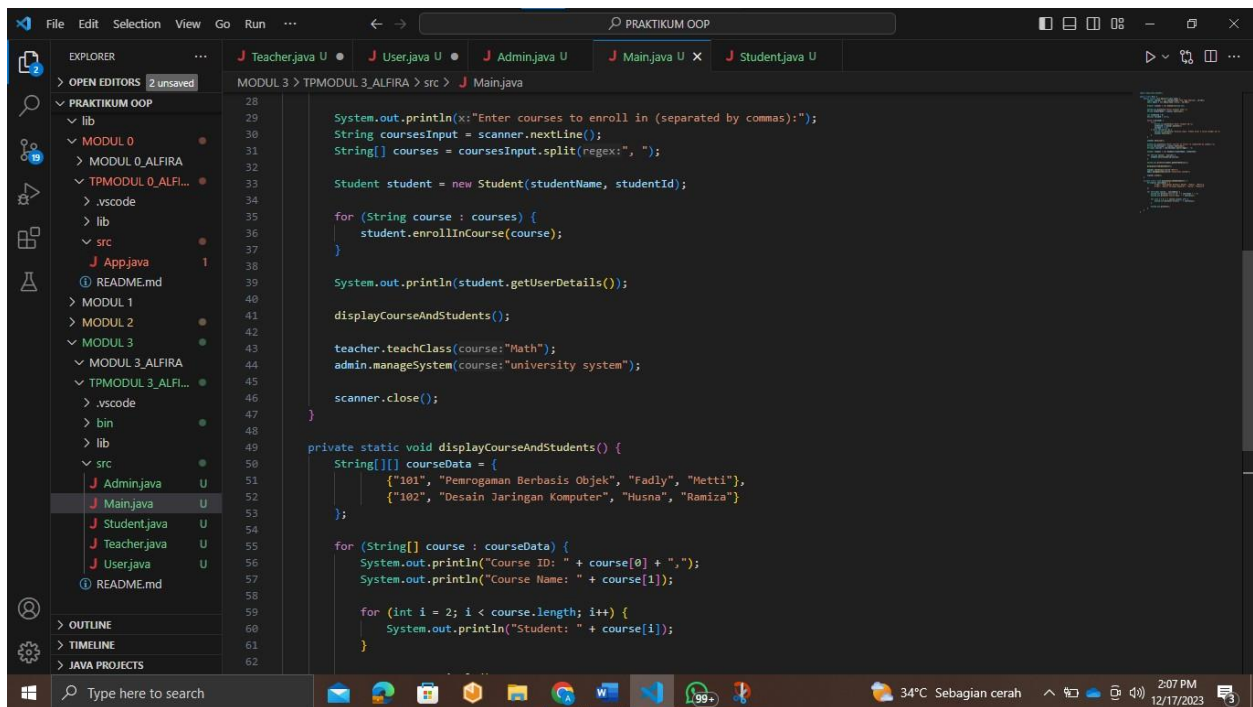 File Edit Selection View Go Run ... PRAKTIKUM OOP
EXPLORER ...
OPEN EDITORS 2 unsaved
PRAKTIKUM OOP
lib
MODUL 0
MODUL 0_ALFIRA
TPMODUL 0_ALFI...
.vscode
lib
src
App.java 1
README.md
MODUL 1
MODUL 2
MODUL 3
MODUL 3_ALFIRA
TPMODUL 3_ALFI...
.vscode
bin
lib
src
Admin.java U
Main.java U
Student.java U
Teacher.java U
User.java U
README.md
OUTLINE
TIMELINE
JAVA PROJECTS
2
19
Teacher.java U User.java U Admin.java U Main.java U Student.java U
MODUL 3 > TPMODUL 3_ALFIRA > src > Main.java
28
29 System.out.println(x:"Enter courses to enroll in (separated by commas):");
30 String coursesInput = scanner.nextLine();
31 String[] courses = coursesInput.split(regex:", ");
32
33 Student student = new Student(studentName, studentId);
34
35 for (String course : courses) {
36 student.enrollInCourse(course);
37 }
38
39 System.out.println(student.getUserDetails());
40
41 displayCourseAndStudents();
42
43 teacher.teachClass(course:"Math");
44 admin.manageSystem(course:"university system");
45
46 scanner.close();
47 }
48
49 private static void displayCourseAndStudents() {
50 String[][] courseData = {
51 {"101", "Pemrogaman Berbasis Objek", "Fadly", "Metti"},
52 {"102", "Desain Jaringan Komputer", "Husna", "Ramiza"}
53 };
54
55 for (String[] course : courseData) {
56 System.out.println("Course ID: " + course[0] + ",");
57 System.out.println("Course Name: " + course[1]);
58
59 for (int i = 2; i < course.length; i++) {
60 System.out.println("Student: " + course[i]);
61 }
62
Type here to search
99+
34°C Sebagian cerah
2:07 PM
12/17/2023
3